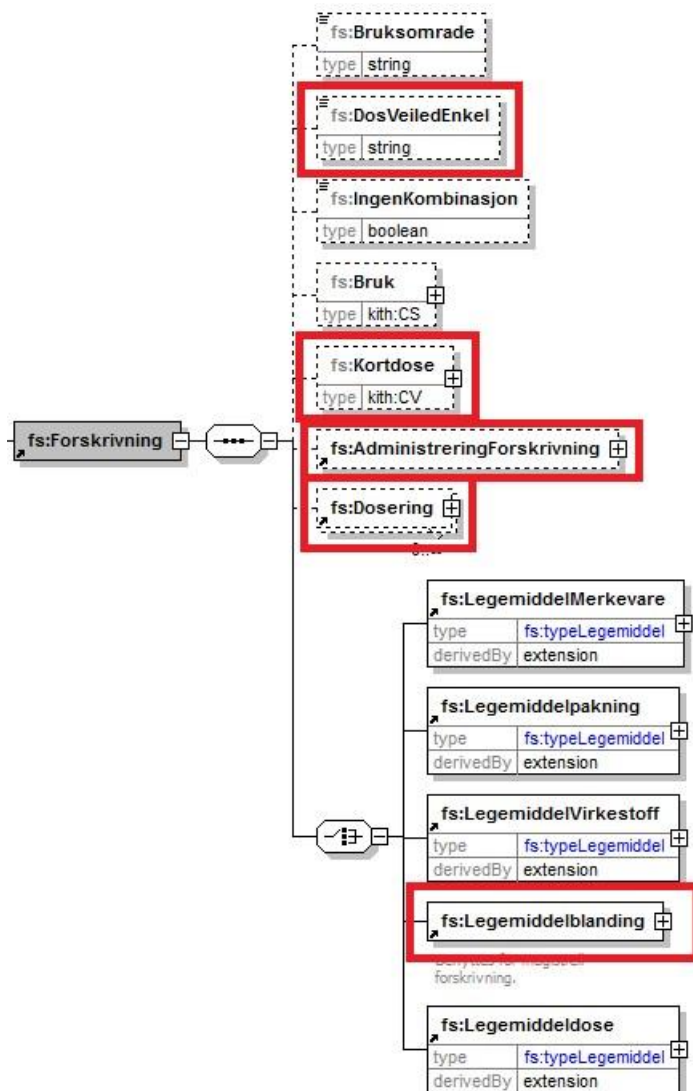 fs:Bruksomrade
type string
fs:DosVeiledEnkel
type string
fs:IngenKombinasjon
type boolean
fs:Bruk
type kith:CS
fs:Kortdose
type kith:CV
fs:Forskrivning
fs:AdministreringForskrivning
fs:Dosering
fs:LegemiddelMerkevare
type fs:typeLegemiddel
derivedBy extension
fs:Legemiddelpakning
type fs:typeLegemiddel
derivedBy extension
fs:LegemiddelVirkestoff
type fs:typeLegemiddel
derivedBy extension
fs:Legemiddelblanding
forskrivning.
fs:Legemiddeldose
type fs:typeLegemiddel
derivedBy extension